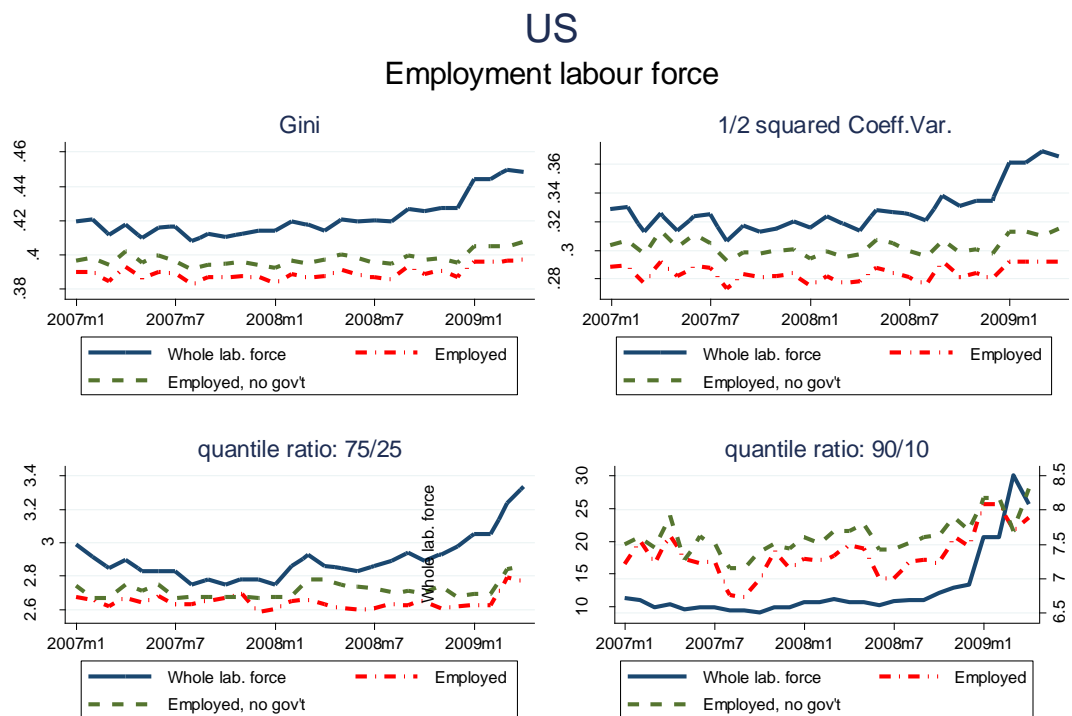 US
Employment labour force
Gini
.46
.44
.42
.4
.38
2007m1 2007m7 2008m1 2008m7 2009m1
Whole lab. force Employed
Employed, no gov't
1/2 squared Coeff.Var.
.36
.34
.32
.3
.28
2007m1 2007m7 2008m1 2008m7 2009m1
Whole lab. force Employed
Employed, no gov't
quantile ratio: 75/25
3.4
3.2
3
2.8
2.6
2007m1 2007m7 2008m1 2008m7 2009m1
Whole lab. force Employed
Employed, no gov't
quantile ratio: 90/10
Whole lab. force
30
25
20
15
10
8.5
8
7.5
7
6.5
2007m1 2007m7 2008m1 2008m7 2009m1
Whole lab. force Employed
Employed, no gov't